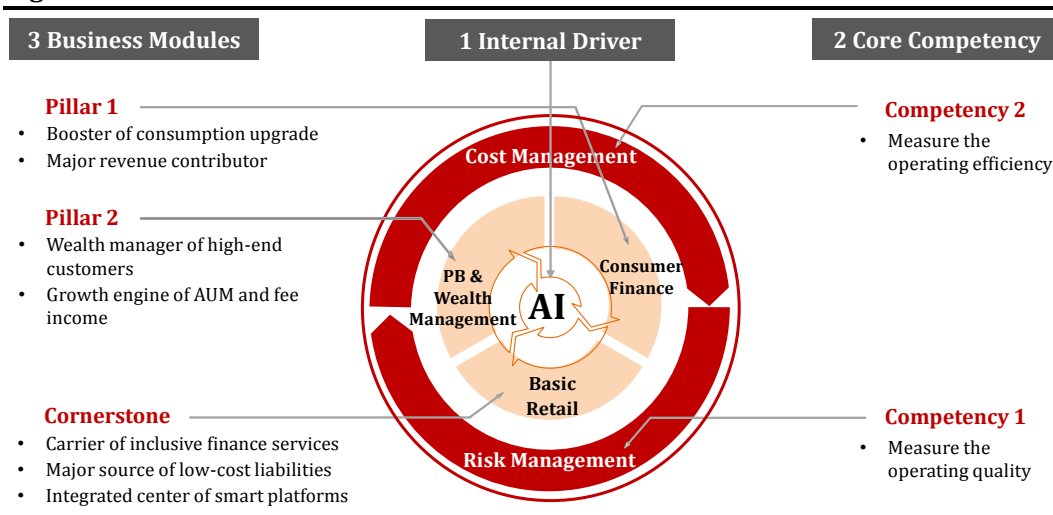 3 Business Modules
1 Internal Driver
2 Core Competency
Pillar 1
• Booster of consumption upgrade
• Major revenue contributor
Pillar 2
• Wealth manager of high-end
customers
• Growth engine of AUM and fee
income
Cornerstone
• Carrier of inclusive finance services
• Major source of low-cost liabilities
• Integrated center of smart platforms
Cost Management
PB &
Wealth
Management
AI
Consumer
Finance
Basic
Retail
Risk Management
Competency 2
• Measure the
operating efficiency
Competency 1
• Measure the
operating quality